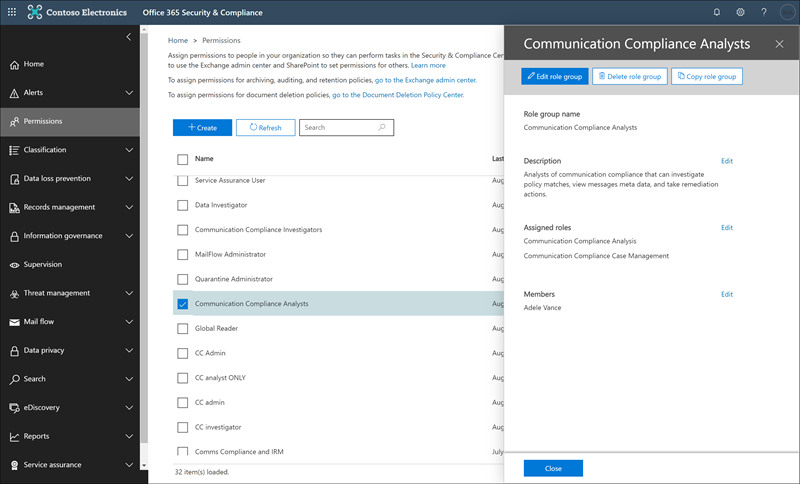 Contoso Electronics
Office 365 Security & Compliance
?
Home
Alerts
Permissions
Classification
Data loss prevention
Records management
Information governance
Supervision
Threat management
Mail flow
Data privacy
Search
eDiscovery
Reports
Service assurance
Home > Permissions
Assign permissions to people in your organization so they can perform tasks in the Security & Compliance Cen
to use the Exchange admin center and SharePoint to set permissions for others. Learn more
To assign permissions for archiving, auditing, and retention policies, go to the Exchange admin center.
To assign permissions for document deletion policies, go to the Document Deletion Policy Center.
+ Create
Refresh
Search
Name
Las
Service Assurance User
Aug
Data Investigator
Aug
Communication Compliance Investigators
Aug
MailFlow Administrator
Aug
Quarantine Administrator
Aug
Communication Compliance Analysts
Aug
Global Reader
Aug
CC Admin
Aug
CC analyst ONLY
Aug
CC admin
Aug
CC investigator
Aug
Comms Compliance and IRM
July
32 item(s) loaded.
Communication Compliance Analysts
Edit role group
Delete role group
Copy role group
Role group name
Communication Compliance Analysts
Description
Edit
Analysts of communication compliance that can investigate
policy matches, view messages meta data, and take remediation
actions.
Assigned roles
Edit
Communication Compliance Analysis
Communication Compliance Case Management
Members
Edit
Adele Vance
Close